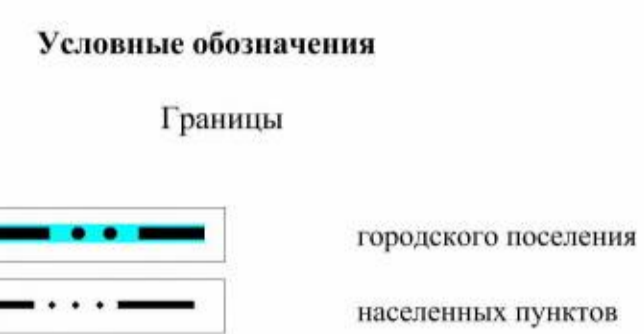 Условные обозначения
Границы
городского поселения
населенных пунктов